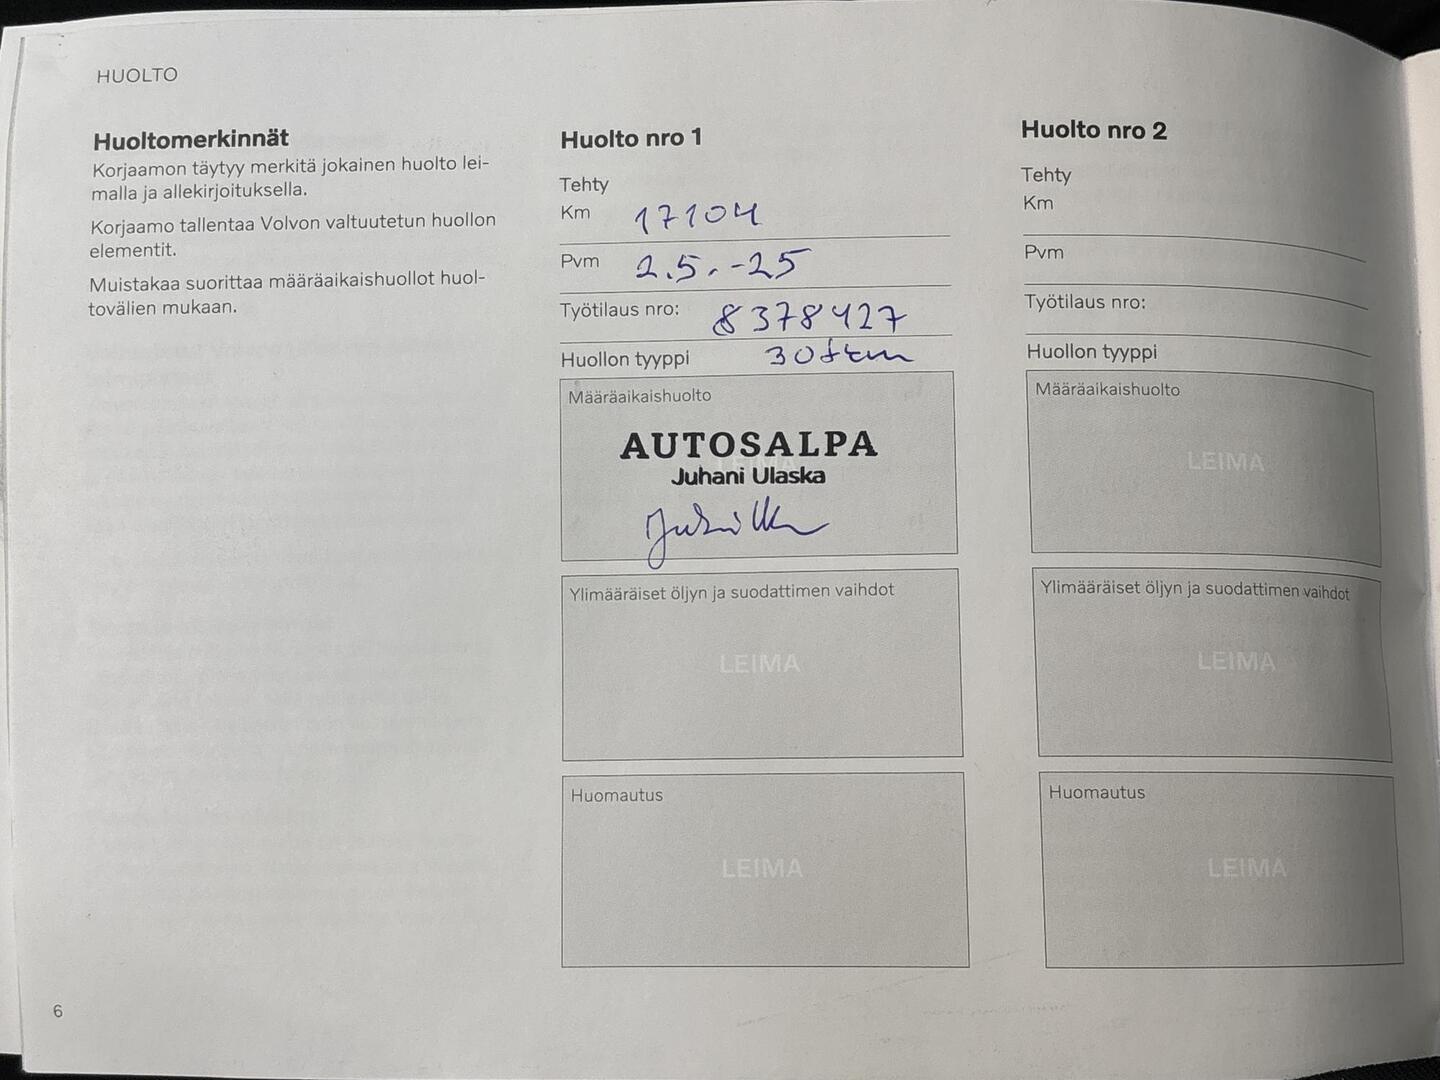 HUOLTO
Huoltomerkinnät
Korjaamon täytyy merkitä jokainen huolto lei-
malla ja allekirjoituksella.
Korjaamo tallentaa Volvon valtuutetun huollon
elementit.
Muistakaa suorittaa määräaikaishuollot huol-
tovälien mukaan.
Huolto nro 1
Tehty
Km 17104
Pvm 2.5.-25
Työtilaus nro: 8378427
Huollon tyyppi 30tkm
Määräaikaishuolto
AUTOSALPA
Juhani Ulaska
Ylimääräiset öljyn ja suodattimen vaihdot
LEIMA
Huomautus
LEIMA
Huolto nro 2
Tehty
Km
Pvm
Työtilaus nro:
Huollon tyyppi
Määräaikaishuolto
LEIMA
Ylimääräiset öljyn ja suodattimen vaihdot
LEIMA
Huomautus
LEIMA
6